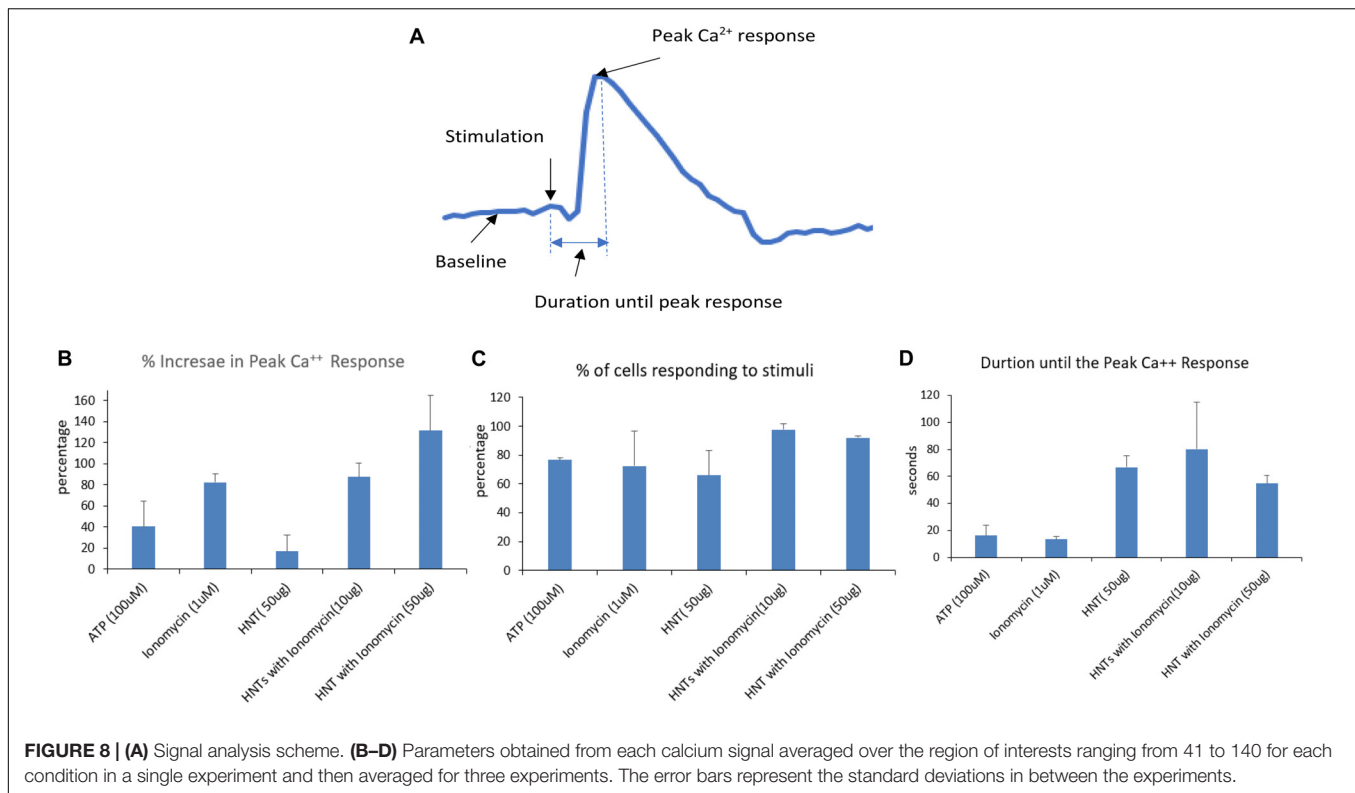 A
Peak Ca2+ response
Stimulation
Baseline
Duration until peak response
B
% Incresae in Peak Ca++ Response
percentage
160
140
120
100
80
60
40
20
0
ATP (100uM)
Ionomycin (1uM)
HNT( 50ug)
HNTs with Ionomycin(10ug)
HNT with Ionomycin (50ug)
C
% of cells responding to stimuli
percentage
120
100
80
60
40
20
0
ATP (100uM)
Ionomycin (1uM)
HNT( 50ug)
HNTs with Ionomycin(10ug)
HNT with Ionomycin (50ug)
D
Durtion until the Peak Ca++ Response
seconds
120
100
80
60
40
20
0
ATP (100uM)
Ionomycin (1uM)
HNT( 50ug)
HNTs with Ionomycin(10ug)
HNT with Ionomycin (50ug)
FIGURE 8 | (A) Signal analysis scheme. (B–D) Parameters obtained from each calcium signal averaged over the region of interests ranging from 41 to 140 for each
condition in a single experiment and then averaged for three experiments. The error bars represent the standard deviations in between the experiments.